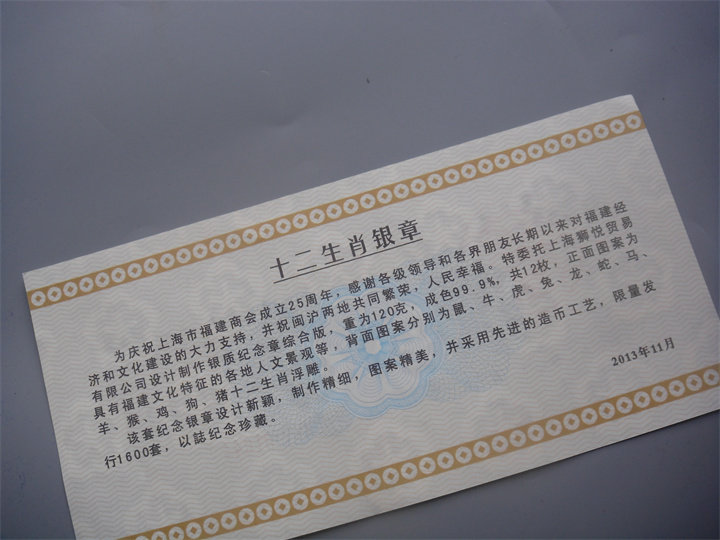 十二生肖银章
为庆祝上海市福建商会成立25周年，感谢各级领导和各界朋友长期以来对福建经
济和文化建设的大力支持，并祝闽沪两地共同繁荣，人民幸福。特委托上海狮悦贸易
有限公司设计制作银质纪念章综合版，重为120克，成色99.9%，共12枚，正面图案为
具有福建文化特征的各地人文景观等，背面图案分别为鼠、牛、虎、兔、龙、蛇、马、
羊、猴、鸡、狗、猪十二生肖浮雕。
该套纪念银章设计新颖，制作精细，图案精美，并采用先进的造币工艺，限量发
行1600套，以誌纪念珍藏。
2013年11月